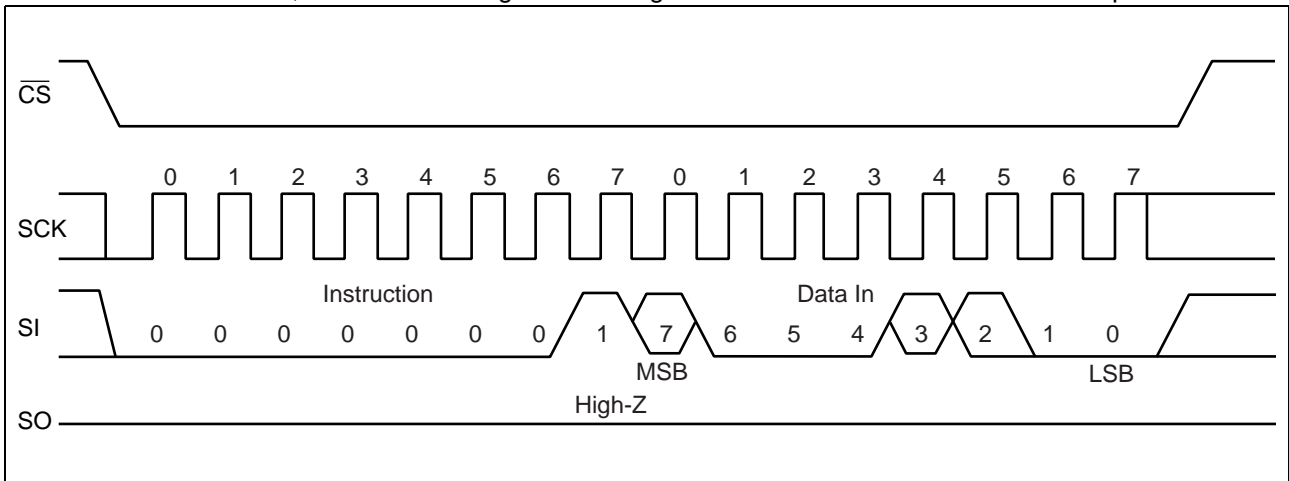 CS
0 1 2 3 4 5 6 7 0 1 2 3 4 5 6 7
SCK
Instruction Data In
SI 0 0 0 0 0 0 0 1 7 6 5 4 3 2 1 0
MSB LSB
High-Z
SO